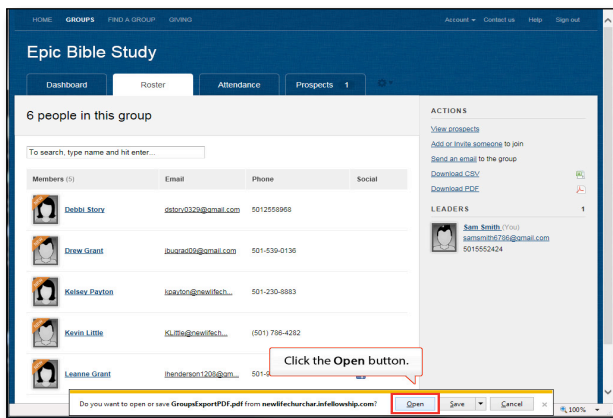 HOME GROUPS FIND A GROUP GIVING Account Contact us Help Sign out
Epic Bible Study
Dashboard Roster Attendance Prospects 1
6 people in this group
To search, type name and hit enter...
Members (5) Email Phone Social
Debbi Story dstory0329@gmail.com 5012558968
Drew Grant jbugrad09@gmail.com 501-539-0136
Kelsey Payton kpayton@newlifech... 501-230-8883
Kevin Little KLittle@newlifech... (501) 786-4282
Leanne Grant lhenderson1208@gm... 501-9
ACTIONS
View prospects
Add or Invite someone to join
Send an email to the group
Download CSV
Download PDF
LEADERS 1
Sam Smith (You)
samsmith6786@gmail.com
5015552424
Click the Open button.
Do you want to open or save GroupsExportPDF.pdf from newlifechurchar.infellowship.com? Open Save Cancel
100%